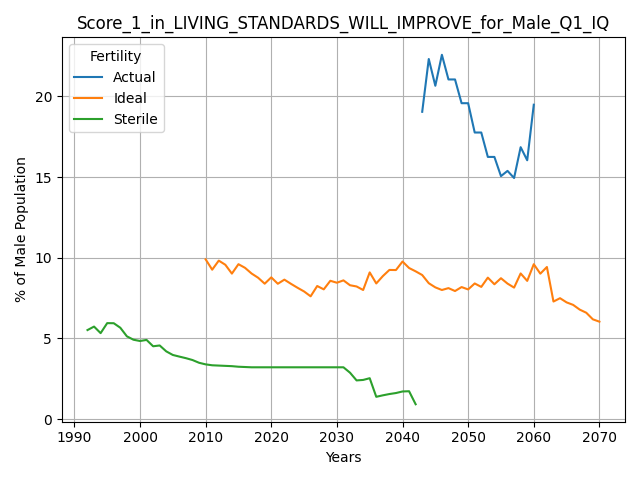 Score_1_in_LIVING_STANDARDS_WILL_IMPROVE_for_Male_Q1_IQ
Fertility
Actual
Ideal
Sterile
% of Male Population
20
15
10
5
0
1990 2000 2010 2020 2030 2040 2050 2060 2070
Years